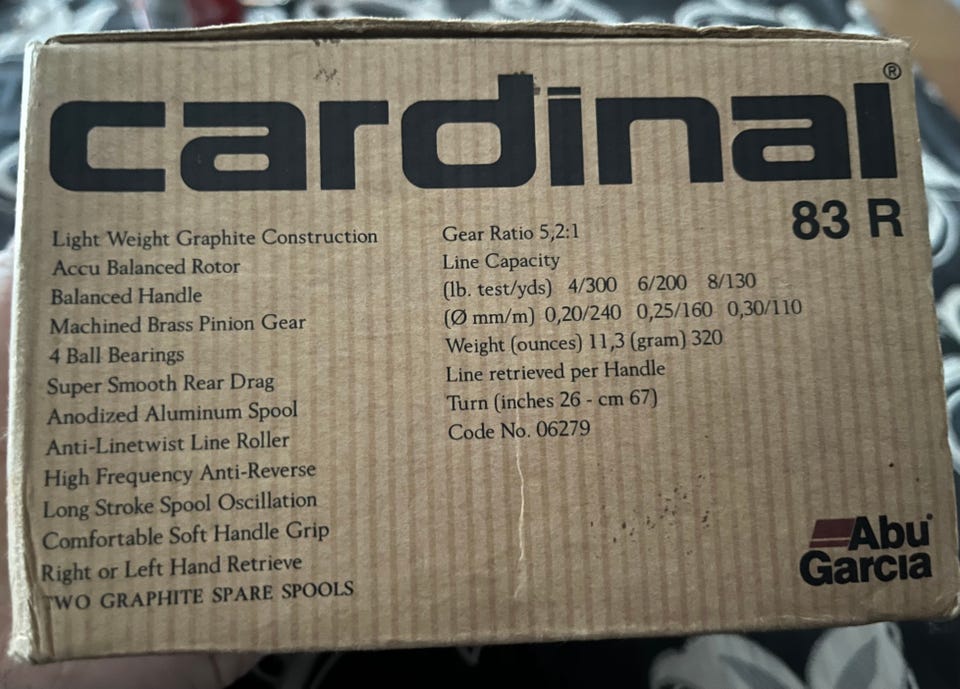 cardinal®
83 R
Light Weight Graphite Construction
Accu Balanced Rotor
Balanced Handle
Machined Brass Pinion Gear
4 Ball Bearings
Super Smooth Rear Drag
Anodized Aluminum Spool
Anti-Linetwist Line Roller
High Frequency Anti-Reverse
Long Stroke Spool Oscillation
Comfortable Soft Handle Grip
Right or Left Hand Retrieve
TWO GRAPHITE SPARE SPOOLS
Gear Ratio 5,2:1
Line Capacity
(lb. test/yds) 4/300 6/200 8/130
(Ø mm/m) 0,20/240 0,25/160 0,30/110
Weight (ounces) 11,3 (gram) 320
Line retrieved per Handle
Turn (inches 26 - cm 67)
Code No. 06279
Abu
Garcia